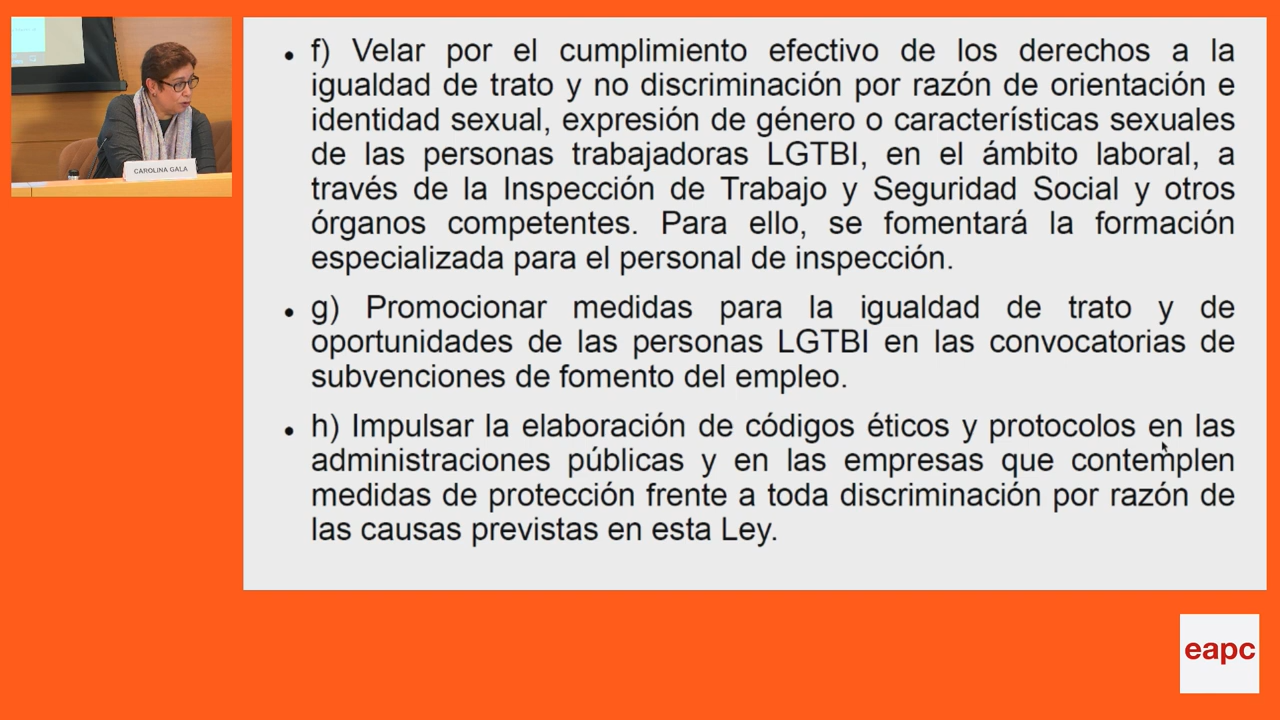 CAROLINA GALA
• f) Velar por el cumplimiento efectivo de los derechos a la
igualdad de trato y no discriminación por razón de orientación e
identidad sexual, expresión de género o características sexuales
de las personas trabajadoras LGTBI, en el ámbito laboral, a
través de la Inspección de Trabajo y Seguridad Social y otros
órganos competentes. Para ello, se fomentará la formación
especializada para el personal de inspección.
• g) Promocionar medidas para la igualdad de trato y de
oportunidades de las personas LGTBI en las convocatorias de
subvenciones de fomento del empleo.
• h) Impulsar la elaboración de códigos éticos y protocolos en las
administraciones públicas y en las empresas que contemplen
medidas de protección frente a toda discriminación por razón de
las causas previstas en esta Ley.
eapc